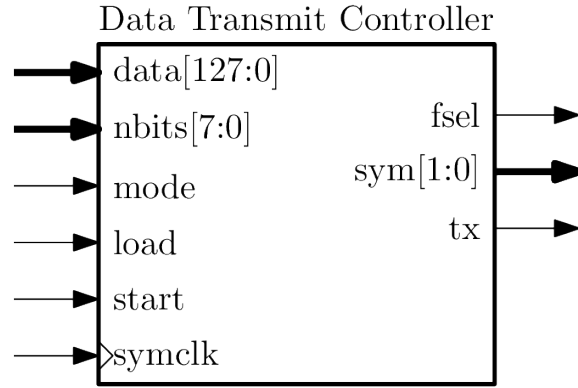 Data Transmit Controller
data[127:0]
nbits[7:0]
mode
load
start
symclk
fsel
sym[1:0]
tx